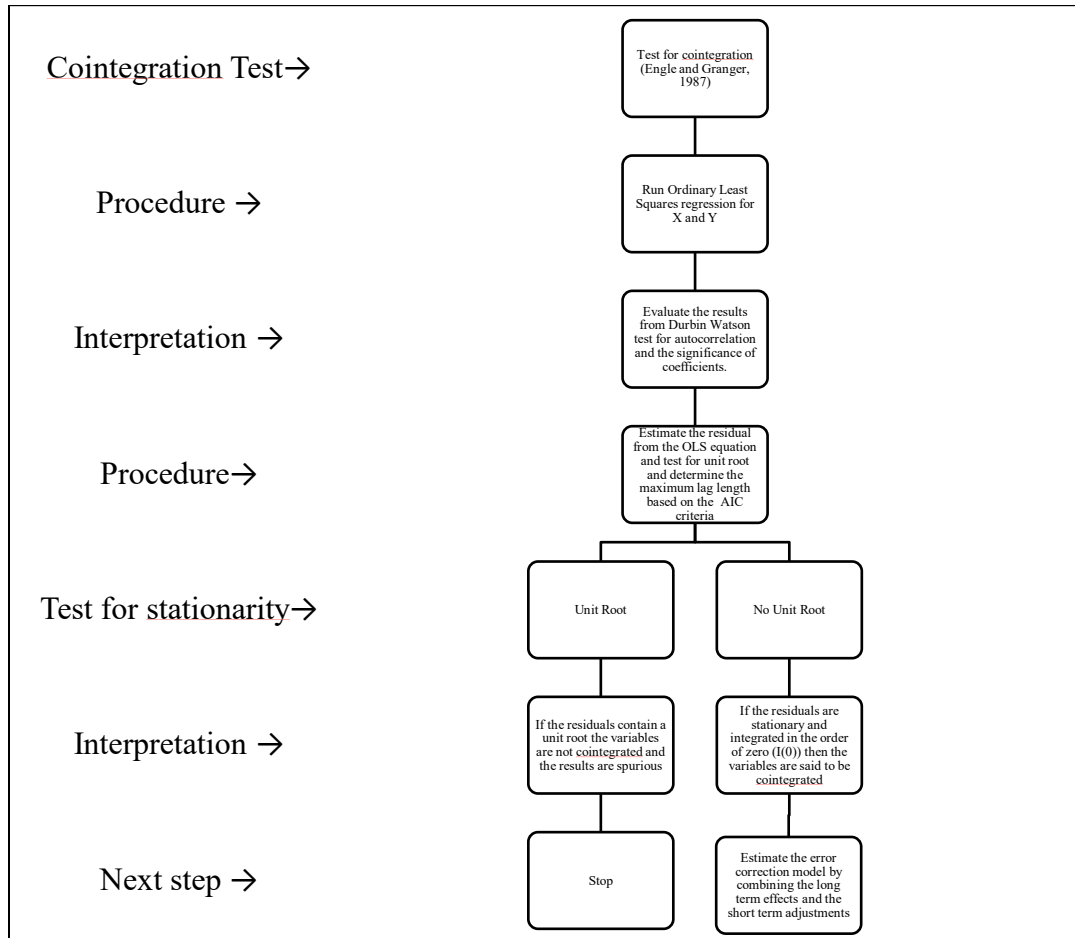 Cointegration Test→
Test for cointegration
(Engle and Granger,
1987)
Procedure →
Run Ordinary Least
Squares regression for
X and Y
Interpretation →
Evaluate the results
from Durbin Watson
test for autocorrelation
and the significance of
coefficients.
Procedure→
Estimate the residual
from the OLS equation
and test for unit root
and determine the
maximum lag length
based on the AIC
criteria
Test for stationarity→
Unit Root
No Unit Root
Interpretation →
If the residuals contain a
unit root the variables
are not cointegrated and
the results are spurious
If the residuals are
stationary and
integrated in the order
of zero (I(0)) then the
variables are said to be
cointegrated
Next step →
Stop
Estimate the error
correction model by
combining the long
term effects and the
short term adjustments